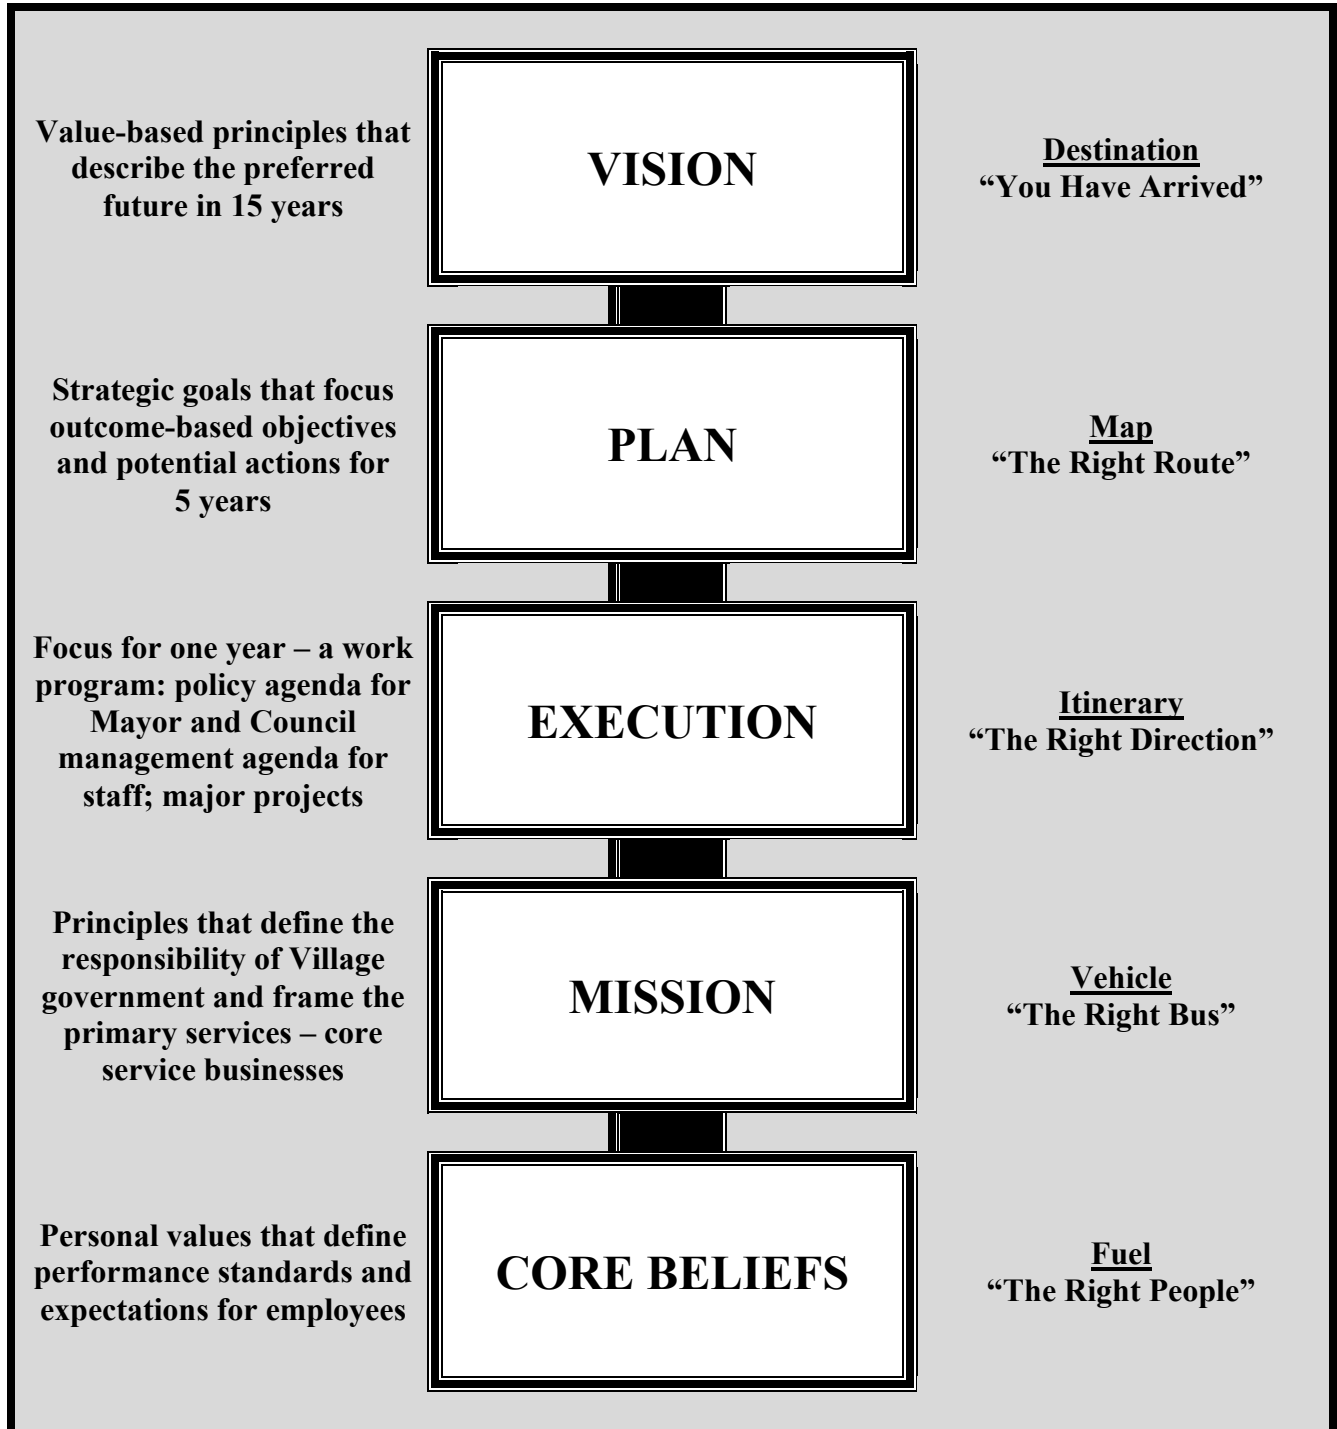 Value-based principles that
describe the preferred
future in 15 years
VISION
Destination
“You Have Arrived”
Strategic goals that focus
outcome-based objectives
and potential actions for
5 years
PLAN
Map
“The Right Route”
Focus for one year – a work
program: policy agenda for
Mayor and Council
management agenda for
staff; major projects
EXECUTION
Itinerary
“The Right Direction”
Principles that define the
responsibility of Village
government and frame the
primary services – core
service businesses
MISSION
Vehicle
“The Right Bus”
Personal values that define
performance standards and
expectations for employees
CORE BELIEFS
Fuel
“The Right People”